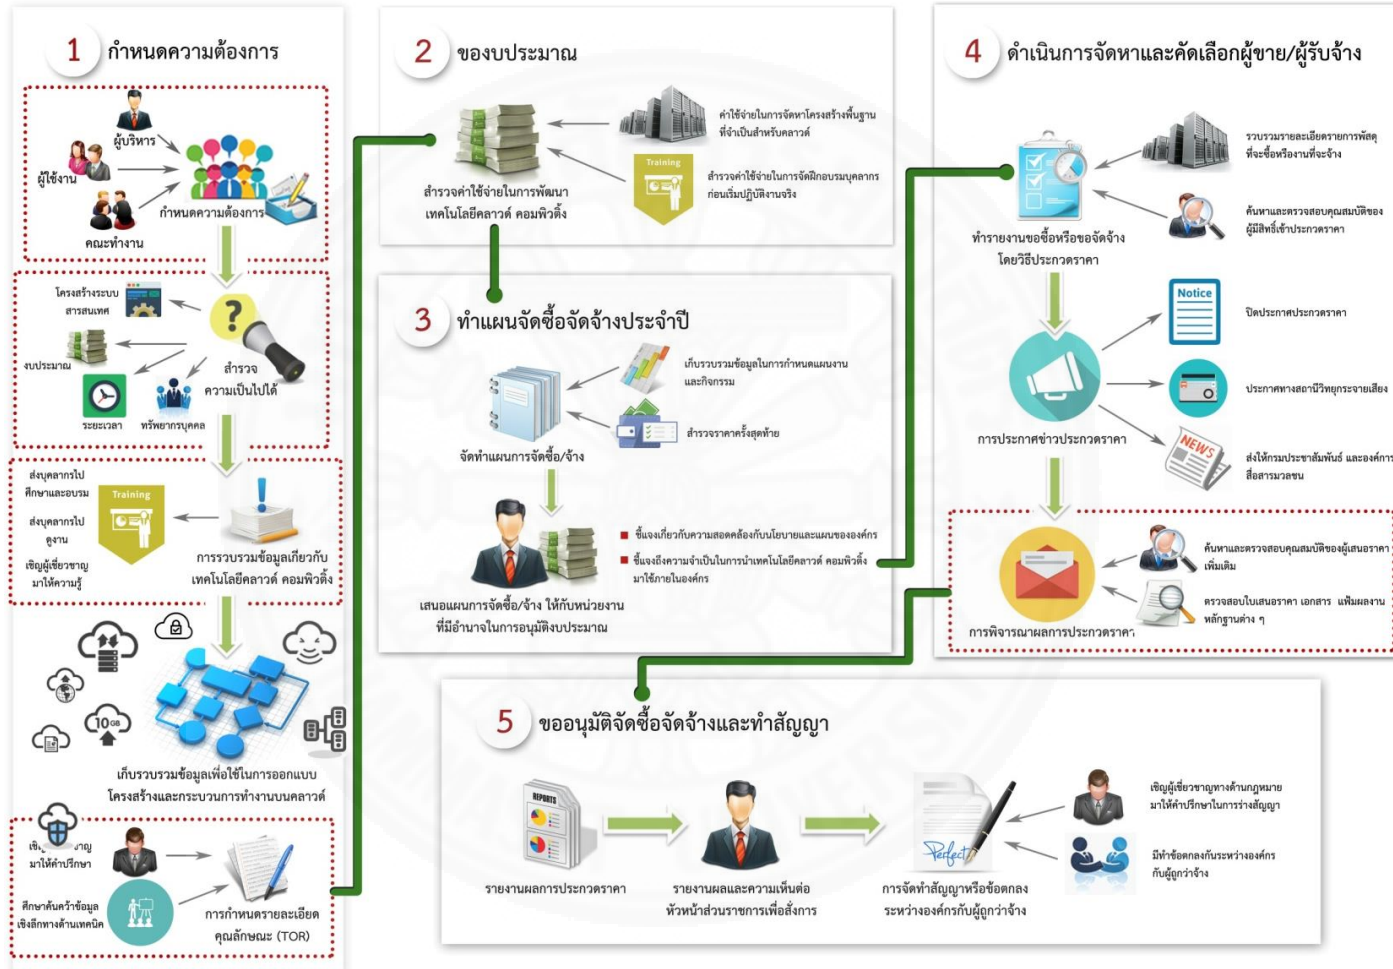 1 กำหนดความต้องการ
ผู้บริหาร
ผู้ใช้งาน
กำหนดความต้องการ
คณะทำงาน
โครงสร้างระบบ
สารสนเทศ
?
งบประมาณ
สำรวจ
ความเป็นไปได้
ระยะเวลา
ทรัพยากรบุคคล
ส่งบุคลากรไป
ศึกษาและอบรม
Training
ส่งบุคลากรไป
ดูงาน
เชิญผู้เชี่ยวชาญ
มาให้ความรู้
การรวบรวมข้อมูลเกี่ยวกับ
เทคโนโลยีคลาวด์ คอมพิวติ้ง
10 GB
เก็บรวบรวมข้อมูลเพื่อใช้ในการออกแบบ
โครงสร้างและกระบวนการทำงานบนคลาวด์
มาให้คำปรึกษา
ศึกษาค้นคว้าข้อมูล
เชิงลึกทางด้านเทคนิค
การกำหนดรายละเอียด
คุณลักษณะ (TOR)
2 ของบประมาณ
ค่าใช้จ่ายในการจัดหาโครงสร้างพื้นฐาน
ที่จำเป็นสำหรับคลาวด์
Training
สำรวจค่าใช้จ่ายในการจัดฝึกอบรมบุคลากร
ก่อนเริ่มปฏิบัติงานจริง
สำรวจค่าใช้จ่ายในการพัฒนา
เทคโนโลยีคลาวด์ คอมพิวติ้ง
3 ทำแผนจัดซื้อจัดจ้างประจำปี
เก็บรวบรวมข้อมูลในการกำหนดแผนงาน
และกิจกรรม
สำรวจราคาครั้งสุดท้าย
จัดทำแผนการจัดซื้อ/จ้าง
ชี้แจงเกี่ยวกับความสอดคล้องกับนโยบายและแผนขององค์กร
ชี้แจงถึงความจำเป็นในการนำเทคโนโลยีคลาวด์ คอมพิวติ้ง
มาใช้ภายในองค์กร
เสนอแผนการจัดซื้อ/จ้าง ให้กับหน่วยงาน
ที่มีอำนาจในการอนุมัติงบประมาณ
4 ดำเนินการจัดหาและคัดเลือกผู้ขาย/ผู้รับจ้าง
รวบรวมรายละเอียดรายการพัสดุ
ที่จะซื้อหรืองานที่จะจ้าง
ค้นหาและตรวจสอบคุณสมบัติของ
ผู้มีสิทธิ์เข้าประกวดราคา
ทำรายงานขอซื้อหรือขอจัดจ้าง
โดยวิธีประกวดราคา
Notice
ปิดประกาศประกวดราคา
ประกาศทางสถานีวิทยุกระจายเสียง
การประกาศข่าวประกวดราคา
NEWS
ส่งให้กรมประชาสัมพันธ์ และองค์การ
สื่อสารมวลชน
ค้นหาและตรวจสอบคุณสมบัติของผู้เสนอราคา
เพิ่มเติม
ตรวจสอบใบเสนอราคา เอกสาร แฟ้มผลงาน
หลักฐานต่าง ๆ
การพิจารณาผลการประกวดราคา
5 ขออนุมัติจัดซื้อจัดจ้างและทำสัญญา
REPORTS
Perfect
เชิญผู้เชี่ยวชาญทางด้านกฎหมาย
มาให้คำปรึกษาในการร่างสัญญา
มีทำข้อตกลงกันระหว่างองค์กร
กับผู้ถูกว่าจ้าง
รายงานผลการประกวดราคา
รายงานผลและความเห็นต่อ
หัวหน้าส่วนราชการเพื่อสั่งการ
การจัดทำสัญญาหรือข้อตกลง
ระหว่างองค์กรกับผู้ถูกว่าจ้าง